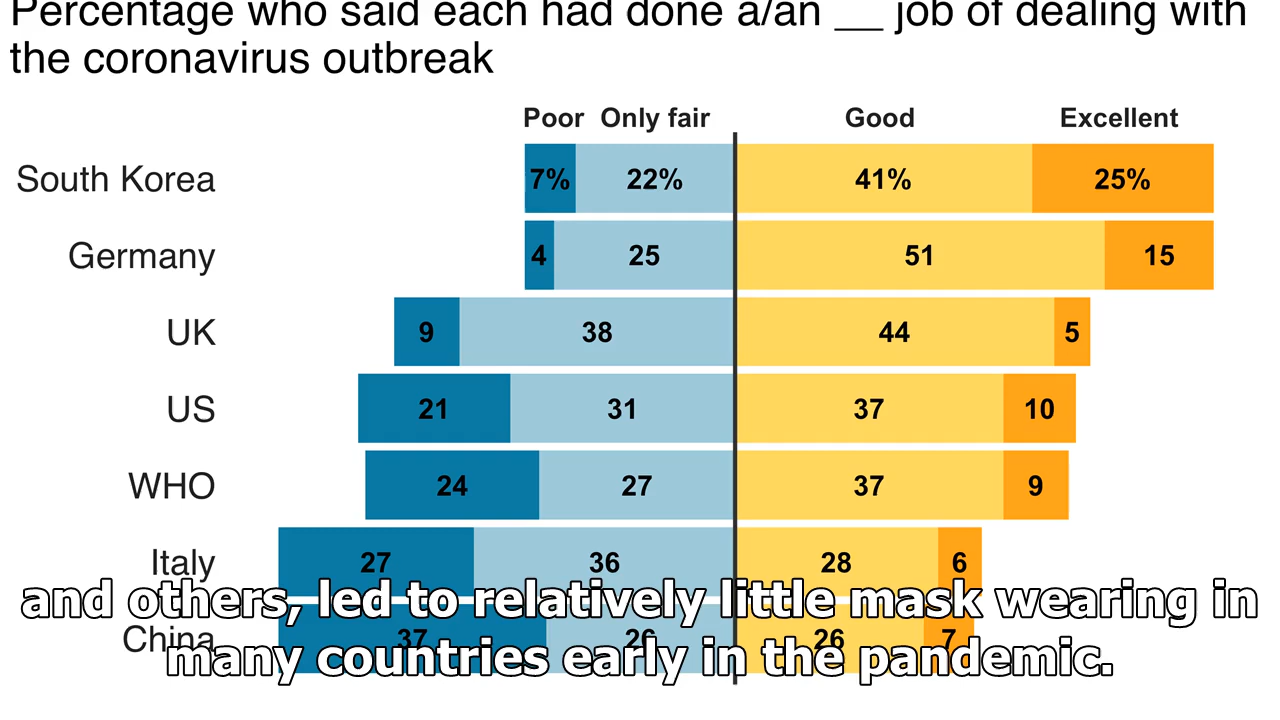 Percentage who said each had done a/an __ job of dealing with
the coronavirus outbreak
Poor Only fair Good Excellent
South Korea 7% 22% 41% 25%
Germany 4 25 51 15
UK 9 38 44 5
US 21 31 37 10
WHO 24 27 37 9
Italy 27 36 28 6
and others, led to relatively little mask wearing in
China 37 26 26 7
many countries early in the pandemic.